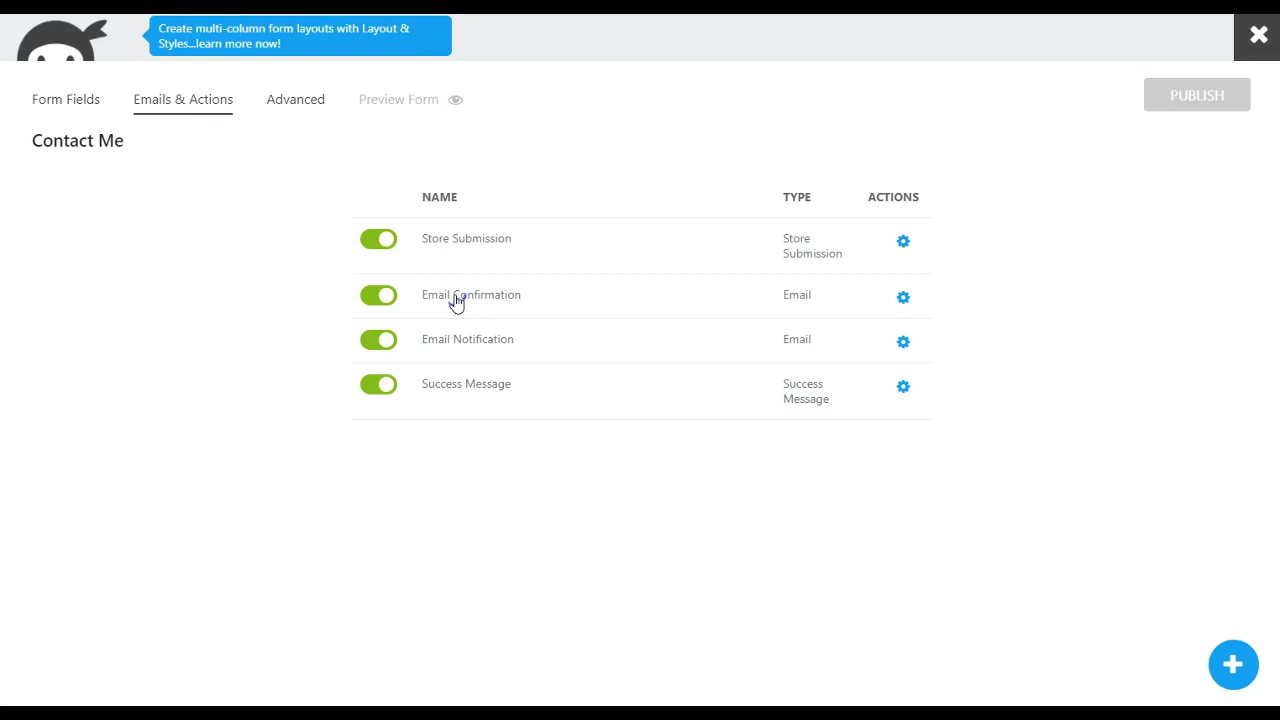 Create multi-column form layouts with Layout &
Styles...learn more now!
Form Fields
Emails & Actions
Advanced
Preview Form
PUBLISH
Contact Me
NAME
TYPE
ACTIONS
Store Submission
Store
Submission
Email Confirmation
Email
Email Notification
Email
Success Message
Success
Message